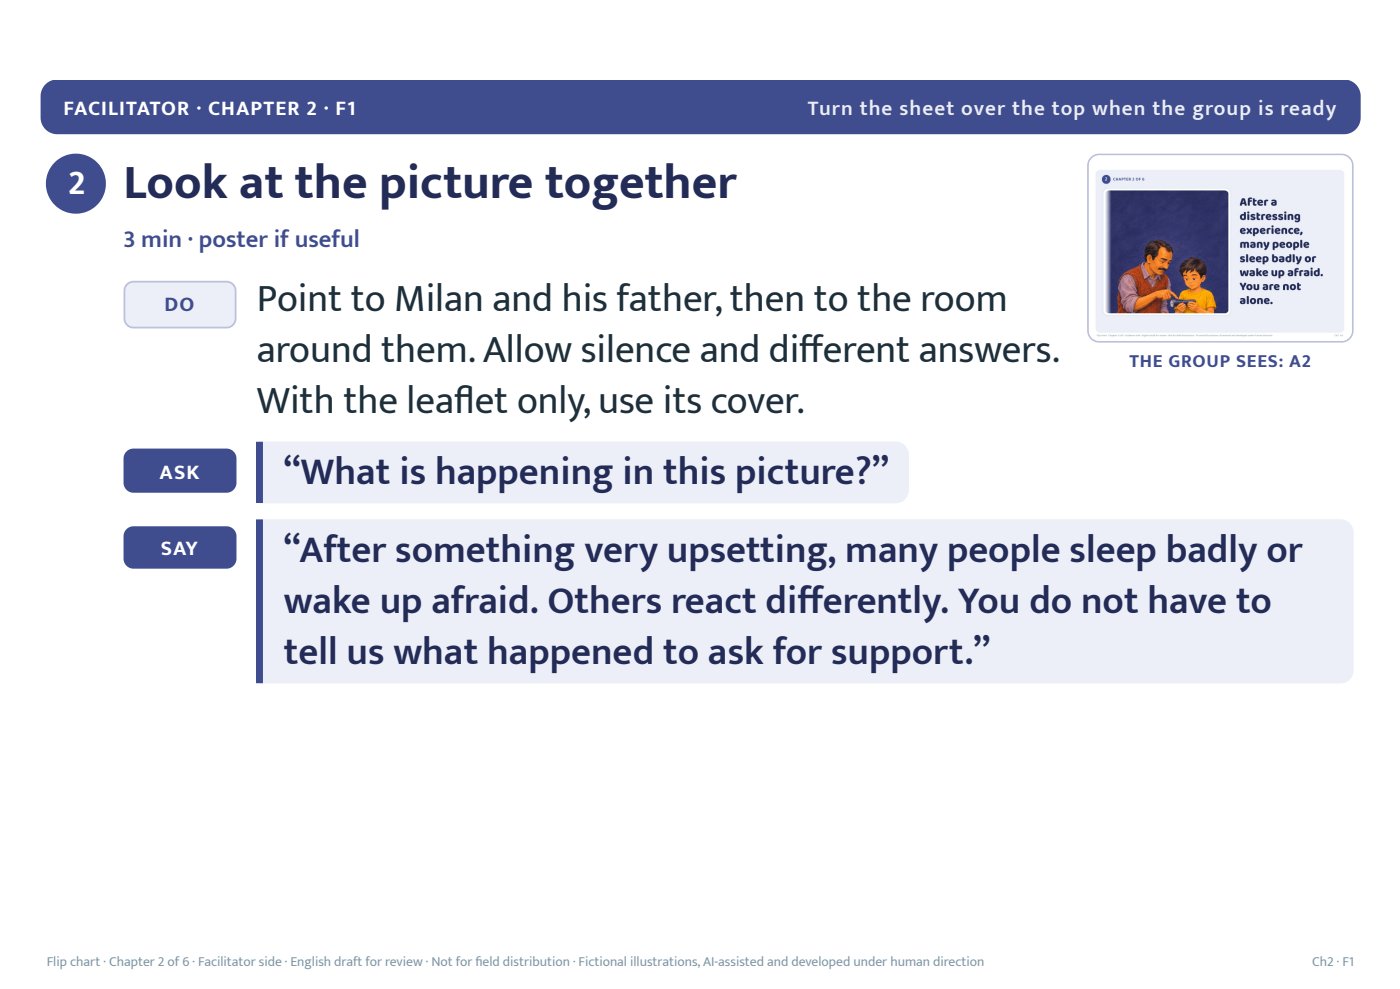 FACILITATOR · CHAPTER 2 · F1
Turn the sheet over the top when the group is ready
2
Look at the picture together
3 min · poster if useful
DO
Point to Milan and his father, then to the room
around them. Allow silence and different answers.
With the leaflet only, use its cover.
2 CHAPTER 2 OF 6
After a
distressing
experience,
many people
sleep badly or
wake up afraid.
You are not
alone.
THE GROUP SEES: A2
ASK
“What is happening in this picture?”
SAY
“After something very upsetting, many people sleep badly or
wake up afraid. Others react differently. You do not have to
tell us what happened to ask for support.”
Flip chart · Chapter 2 of 6 · Facilitator side · English draft for review · Not for field distribution · Fictional illustrations, AI-assisted and developed under human direction
Ch2 · F1